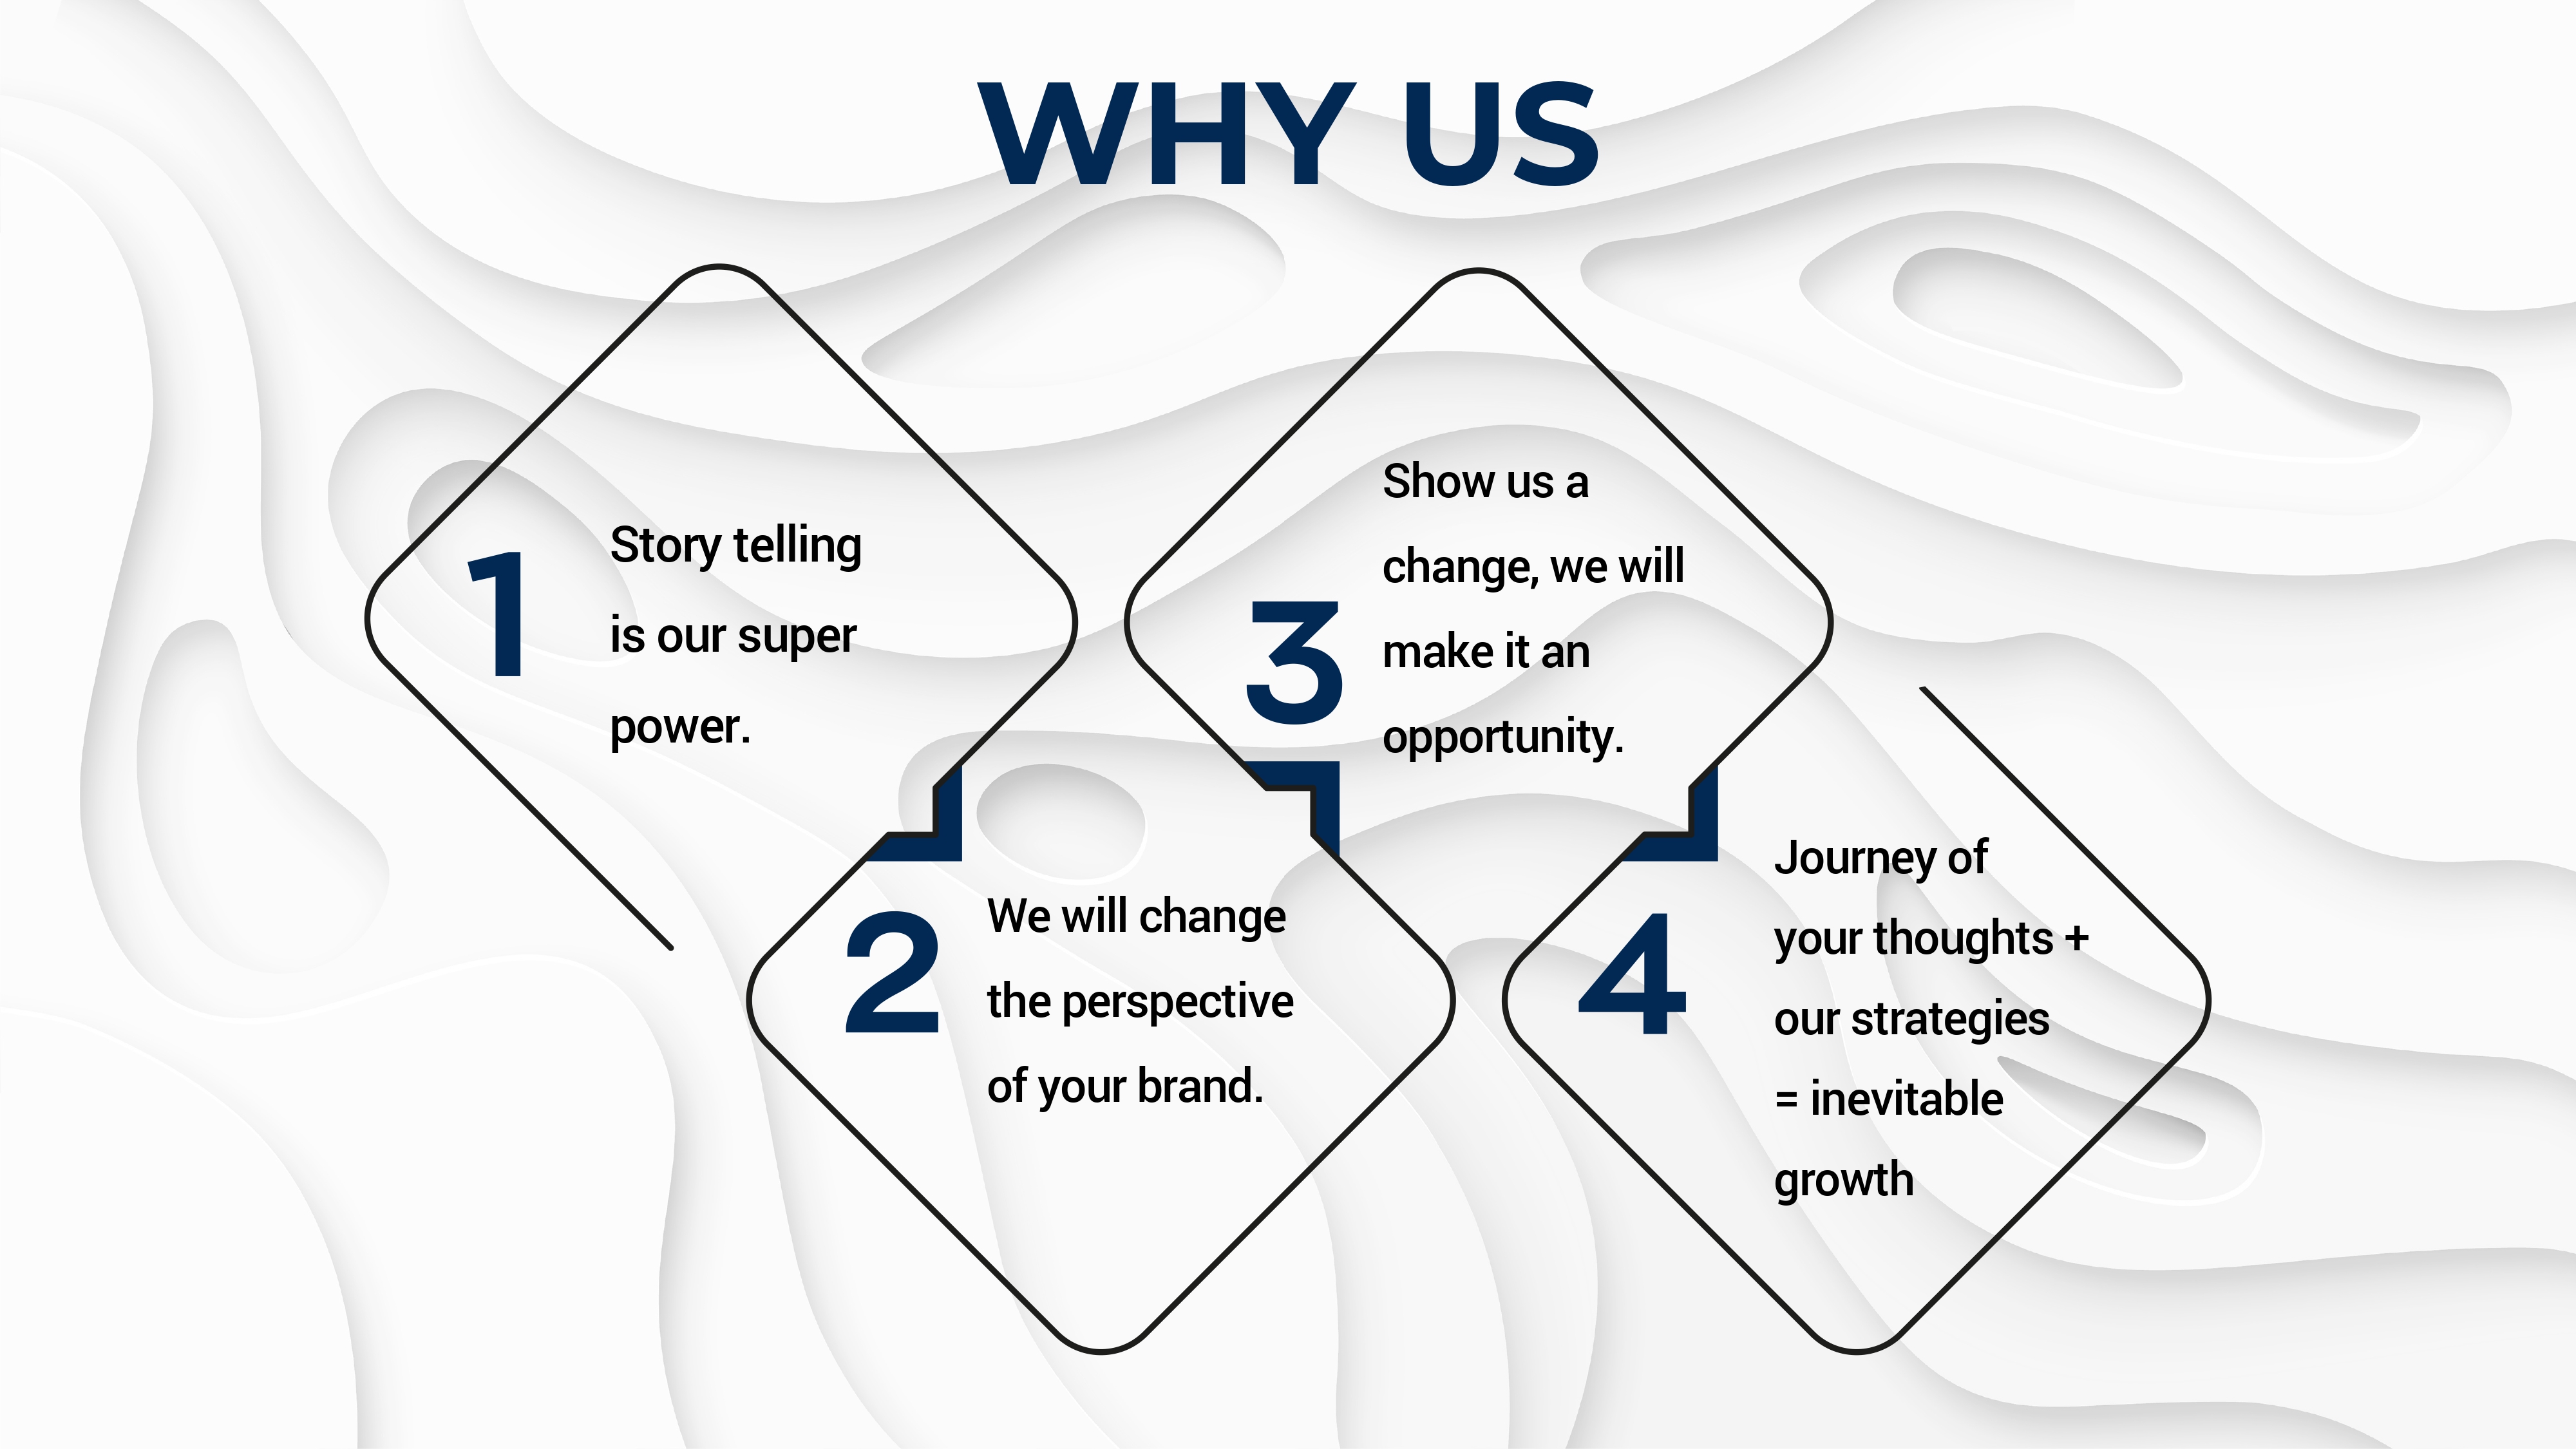 WHY US
1
Story telling
is our super
power.
2
We will change
the perspective
of your brand.
3
Show us a
change, we will
make it an
opportunity.
4
Journey of
your thoughts +
our strategies
= inevitable
growth